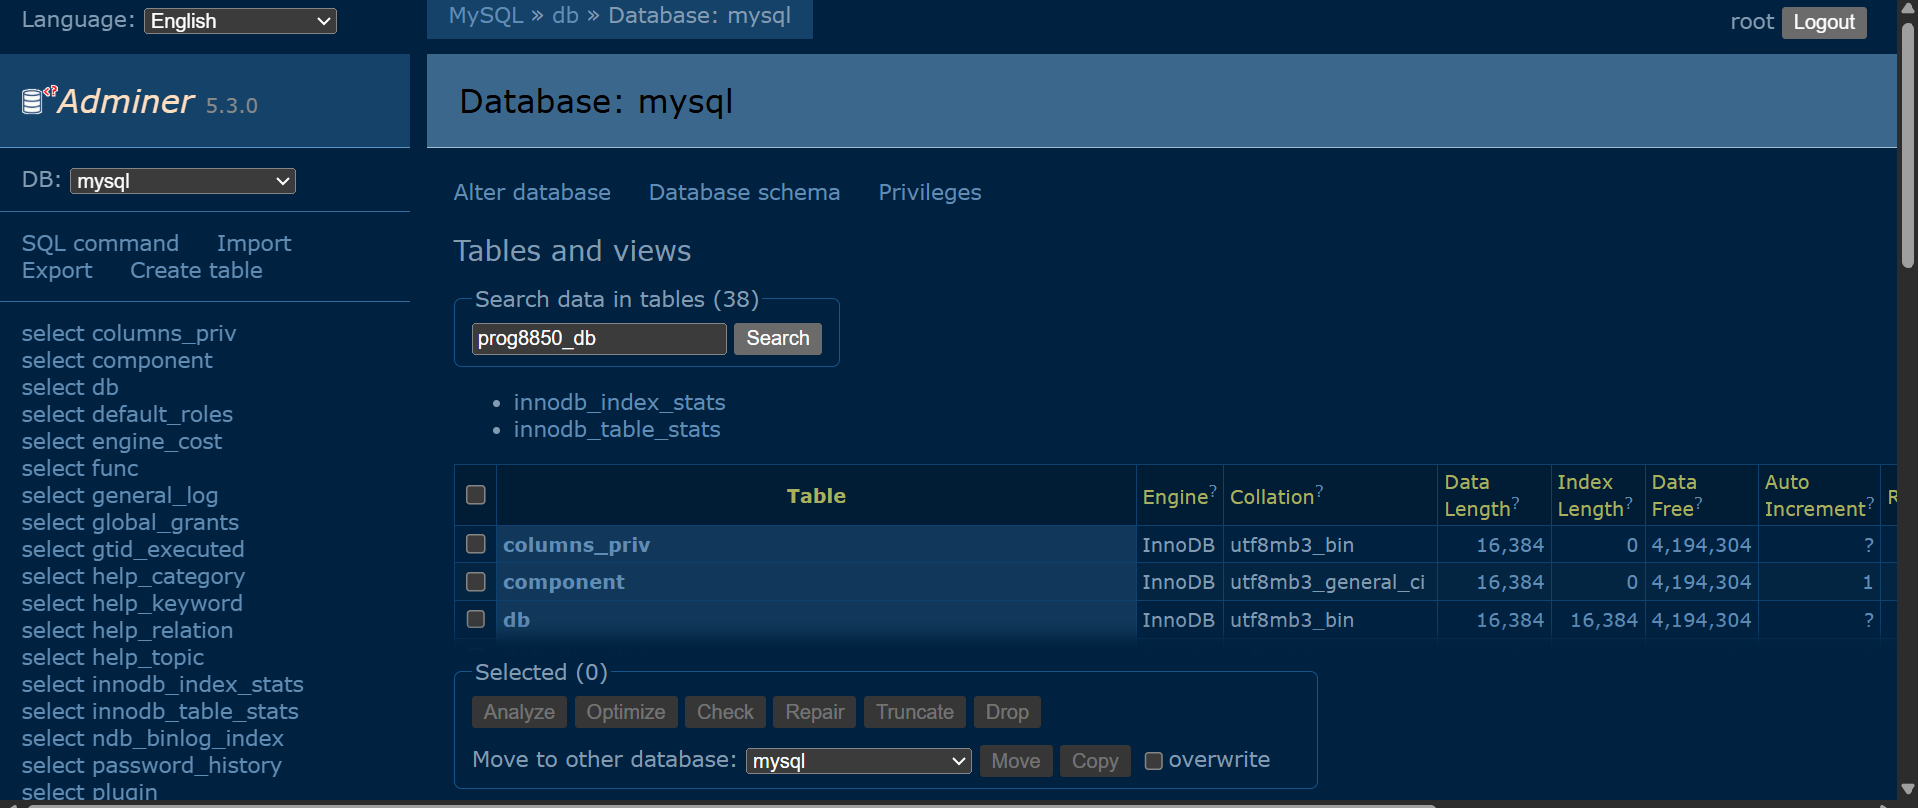 Language: English
MySQL » db » Database: mysql
root Logout
Adminer 5.3.0
Database: mysql
DB: mysql
Alter database Database schema Privileges
SQL command Import
Export Create table
Tables and views
Search data in tables (38)
prog8850_db Search
innodb_index_stats
innodb_table_stats
select columns_priv
select component
select db
select default_roles
select engine_cost
select func
select general_log
select global_grants
select gtid_executed
select help_category
select help_keyword
select help_relation
select help_topic
select innodb_index_stats
select innodb_table_stats
select ndb_binlog_index
select password_history
select plugin
Table Engine? Collation? Data Length? Index Length? Data Free? Auto Increment? R
columns_priv InnoDB utf8mb3_bin 16,384 0 4,194,304 ?
component InnoDB utf8mb3_general_ci 16,384 0 4,194,304 1
db InnoDB utf8mb3_bin 16,384 16,384 4,194,304 ?
Selected (0)
Analyze Optimize Check Repair Truncate Drop
Move to other database: mysql Move Copy overwrite